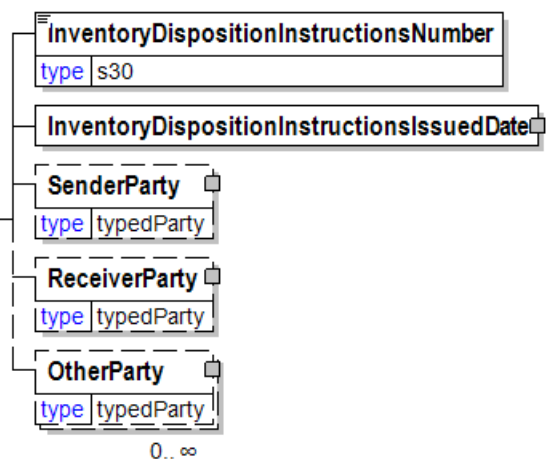 InventoryDispositionInstructionsNumber
type s30
InventoryDispositionInstructionsIssuedDate
SenderParty
type typedParty
ReceiverParty
type typedParty
OtherParty
type typedParty
0..∞